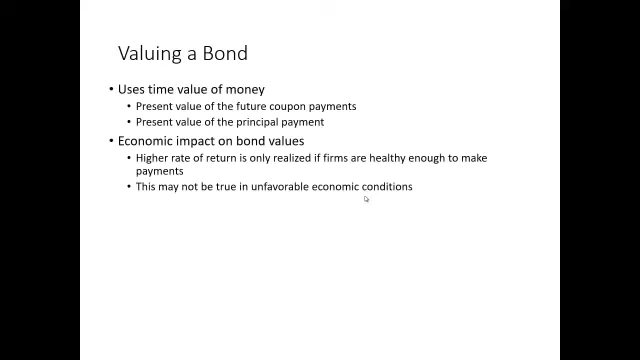 Valuing a Bond
• Uses time value of money
• Present value of the future coupon payments
• Present value of the principal payment
• Economic impact on bond values
• Higher rate of return is only realized if firms are healthy enough to make
payments
• This may not be true in unfavorable economic conditions